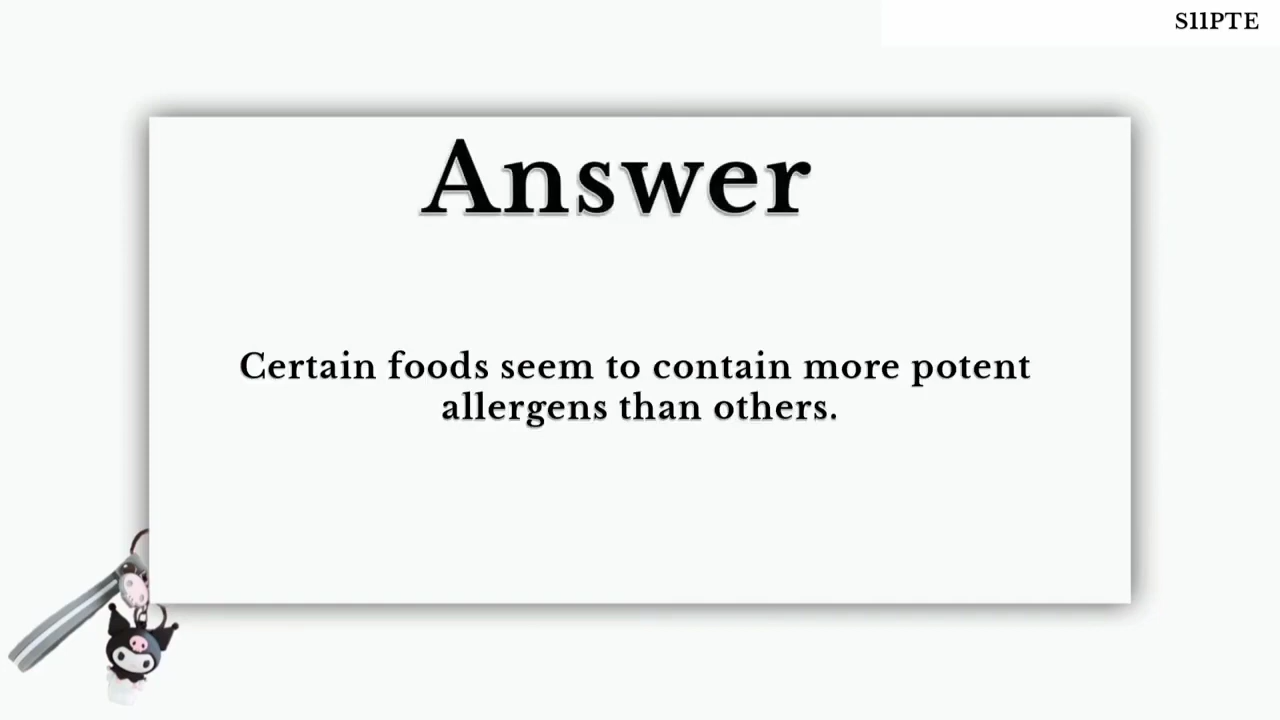 S11PTE
Answer
Certain foods seem to contain more potent
allergens than others.